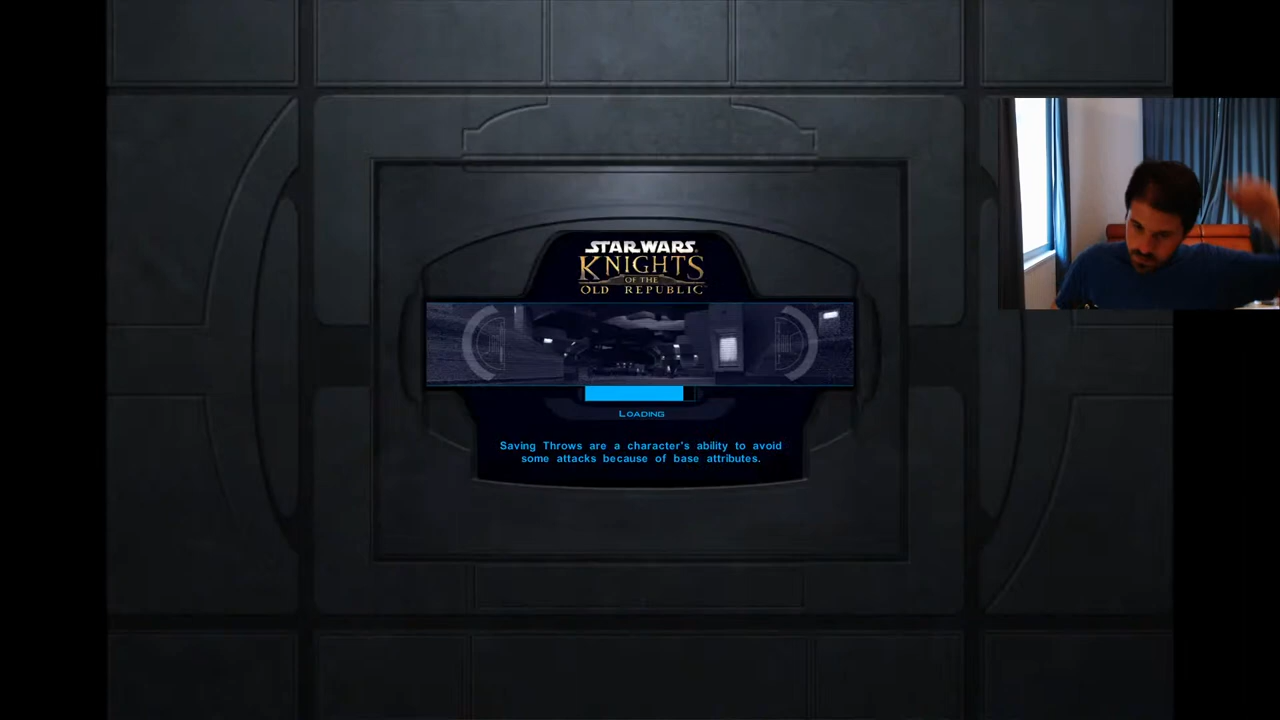 STAR WARS
KNIGHTS
OF THE
OLD REPUBLIC
LOADING
Saving Throws are a character's ability to avoid
some attacks because of base attributes.